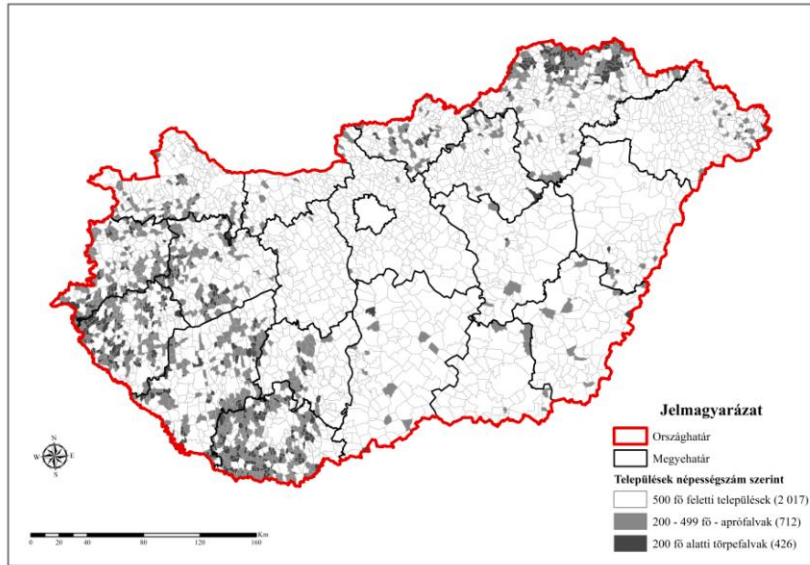 Jelmagyarázat
Országhatár
Megyehatár
Települések népességszám szerint
500 fő feletti települések (2 017)
200 - 499 fő - aprófalvak (712)
200 fő alatti törpefalvak (426)
N
W E
S
Km
0 20 40 80 120 160